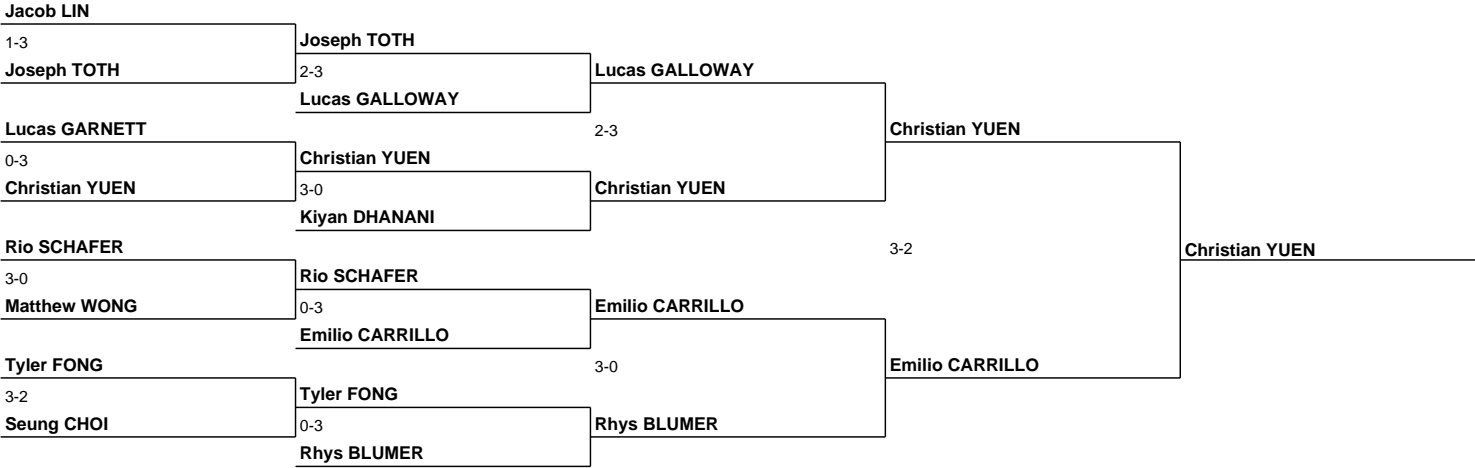 Jacob LIN
1-3
Joseph TOTH
Joseph TOTH
2-3
Lucas GALLOWAY
Lucas GALLOWAY
Lucas GARNETT
0-3
Christian YUEN
Christian YUEN
3-0
Kiyan DHANANI
Christian YUEN
2-3
Christian YUEN
Rio SCHAFER
3-0
Matthew WONG
Rio SCHAFER
0-3
Emilio CARRILLO
Emilio CARRILLO
Tyler FONG
3-2
Seung CHOI
Tyler FONG
0-3
Rhys BLUMER
Rhys BLUMER
3-0
Emilio CARRILLO
3-2
Christian YUEN